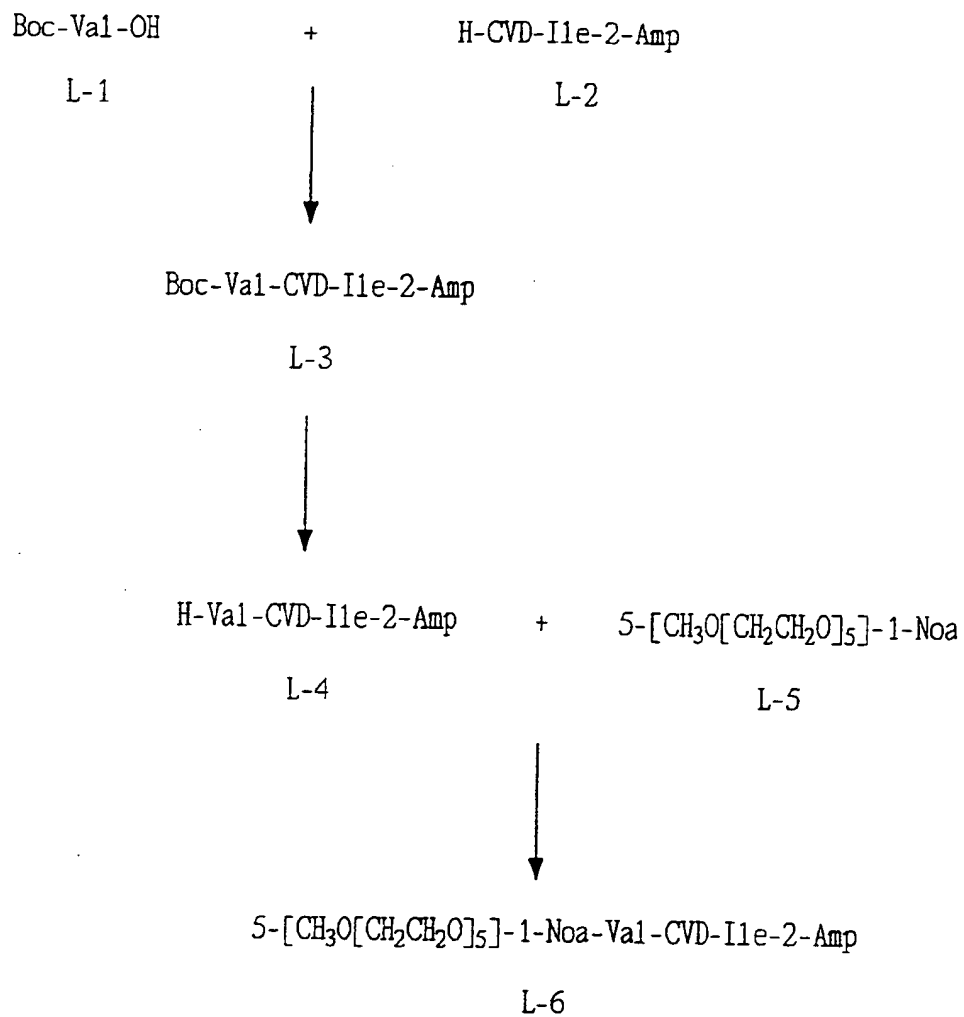 Boc-Val-OH + H-CVD-Ile-2-Amp
L-1 L-2
Boc-Val-CVD-Ile-2-Amp
L-3
H-Val-CVD-Ile-2-Amp + 5-[CH₃O[CH₂CH₂O]₅]-1-Noa
L-4 L-5
5-[CH₃O[CH₂CH₂O]₅]-1-Noa-Val-CVD-Ile-2-Amp
L-6